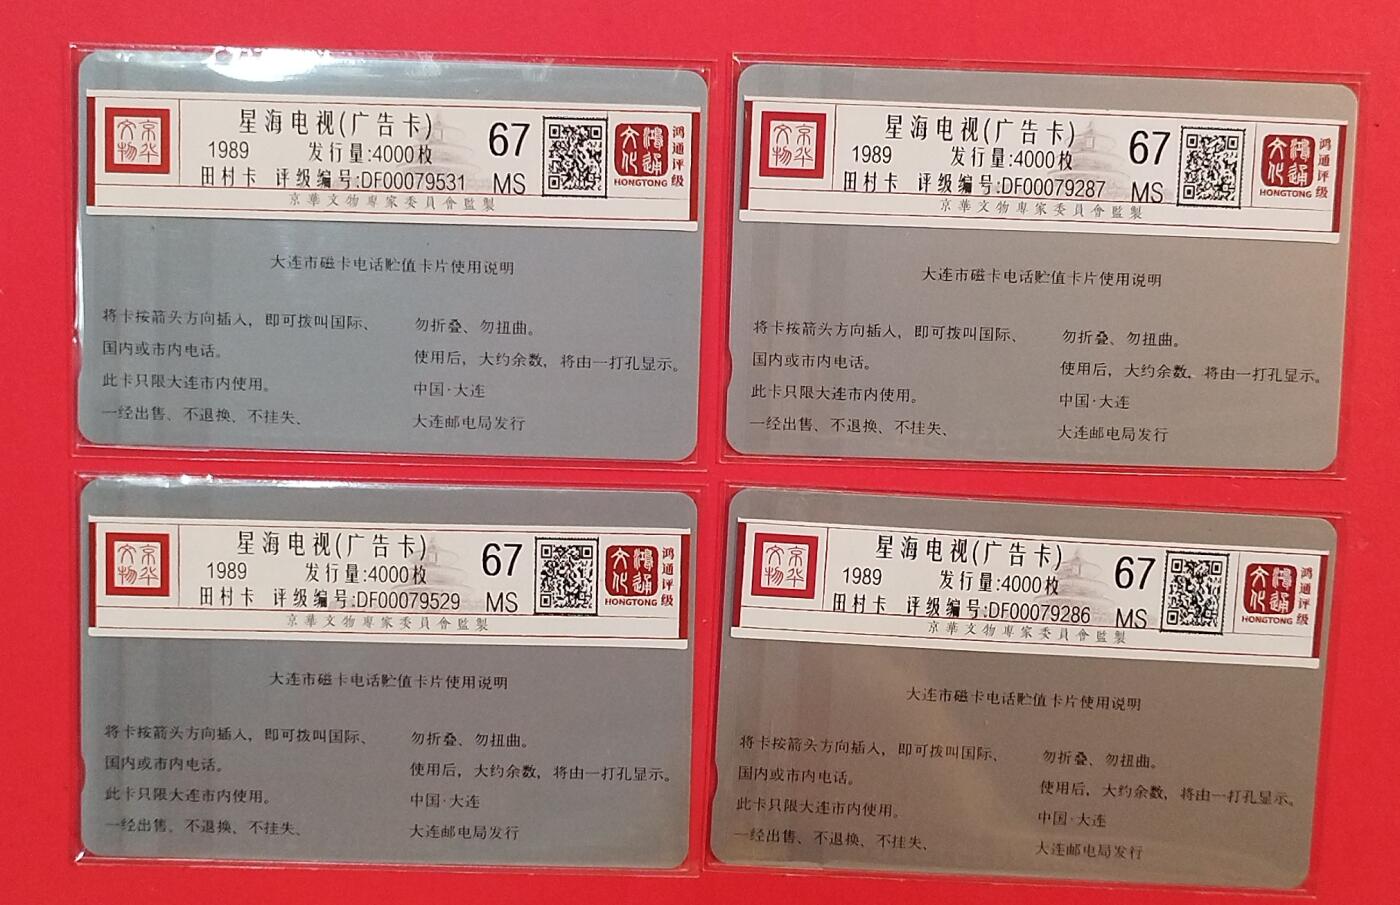 京华
文物
星海电视(广告卡)
1989 发行量:4000枚
田村卡 评级编号:DF00079531
67
MS
鸿通
文化
HONGTONG
鸿通评级
京華文物專家委員會監製
大连市磁卡电话贮值卡片使用说明
将卡按箭头方向插入，即可拨叫国际、
国内或市内电话。
此卡只限大连市内使用。
一经出售、不退换、不挂失、
勿折叠、勿扭曲。
使用后，大约余数，将由一打孔显示。
中国·大连
大连邮电局发行
京华
文物
星海电视(广告卡)
1989 发行量:4000枚
田村卡 评级编号:DF00079287
67
MS
鸿通
文化
HONGTONG
鸿通评级
京華文物專家委員會監製
大连市磁卡电话贮值卡片使用说明
将卡按箭头方向插入，即可拨叫国际、
国内或市内电话。
此卡只限大连市内使用。
一经出售、不退换、不挂失、
勿折叠、勿扭曲。
使用后，大约余数，将由一打孔显示。
中国·大连
大连邮电局发行
京华
文物
星海电视(广告卡)
1989 发行量:4000枚
田村卡 评级编号:DF00079529
67
MS
鸿通
文化
HONGTONG
鸿通评级
京華文物專家委員會監製
大连市磁卡电话贮值卡片使用说明
将卡按箭头方向插入，即可拨叫国际、
国内或市内电话。
此卡只限大连市内使用。
一经出售、不退换、不挂失、
勿折叠、勿扭曲。
使用后，大约余数，将由一打孔显示。
中国·大连
大连邮电局发行
京华
文物
星海电视(广告卡)
1989 发行量:4000枚
田村卡 评级编号:DF00079286
67
MS
鸿通
文化
HONGTONG
鸿通评级
京華文物專家委員會監製
大连市磁卡电话贮值卡片使用说明
将卡按箭头方向插入，即可拨叫国际、
国内或市内电话。
此卡只限大连市内使用。
一经出售、不退换、不挂失、
勿折叠、勿扭曲。
使用后，大约余数，将由一打孔显示。
中国·大连
大连邮电局发行